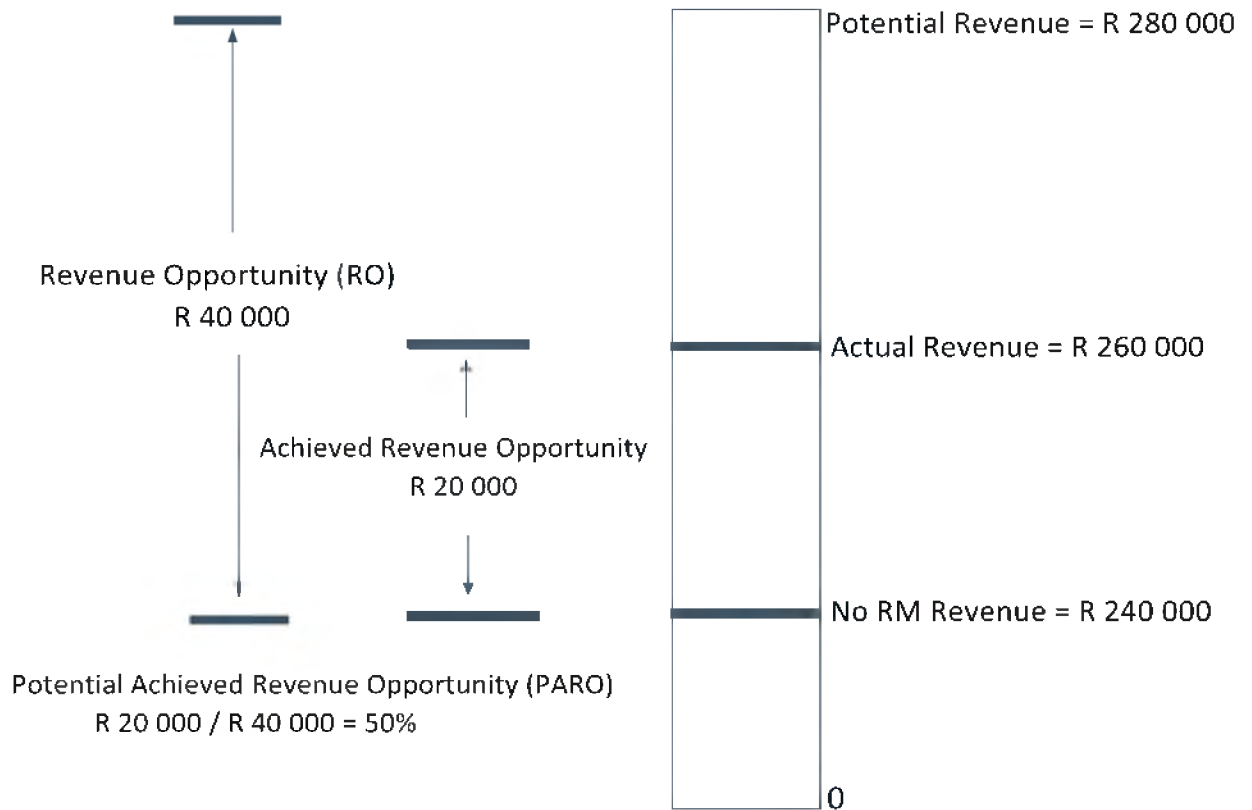 Potential Revenue = R 280 000
Revenue Opportunity (RO)
R 40 000
Actual Revenue = R 260 000
Achieved Revenue Opportunity
R 20 000
No RM Revenue = R 240 000
Potential Achieved Revenue Opportunity (PARO)
R 20 000 / R 40 000 = 50%
0